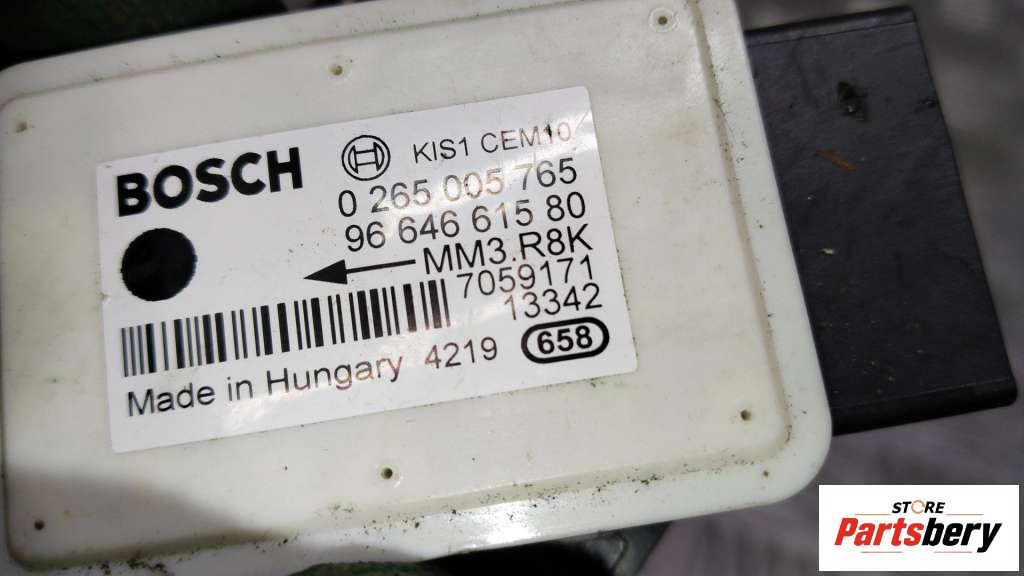 BOSCH
KIS1 CEM10
0 265 005 765
96 646 615 80
MM3.R8K
7059171
13342
Made in Hungary 4219
658
STORE
Partsbery